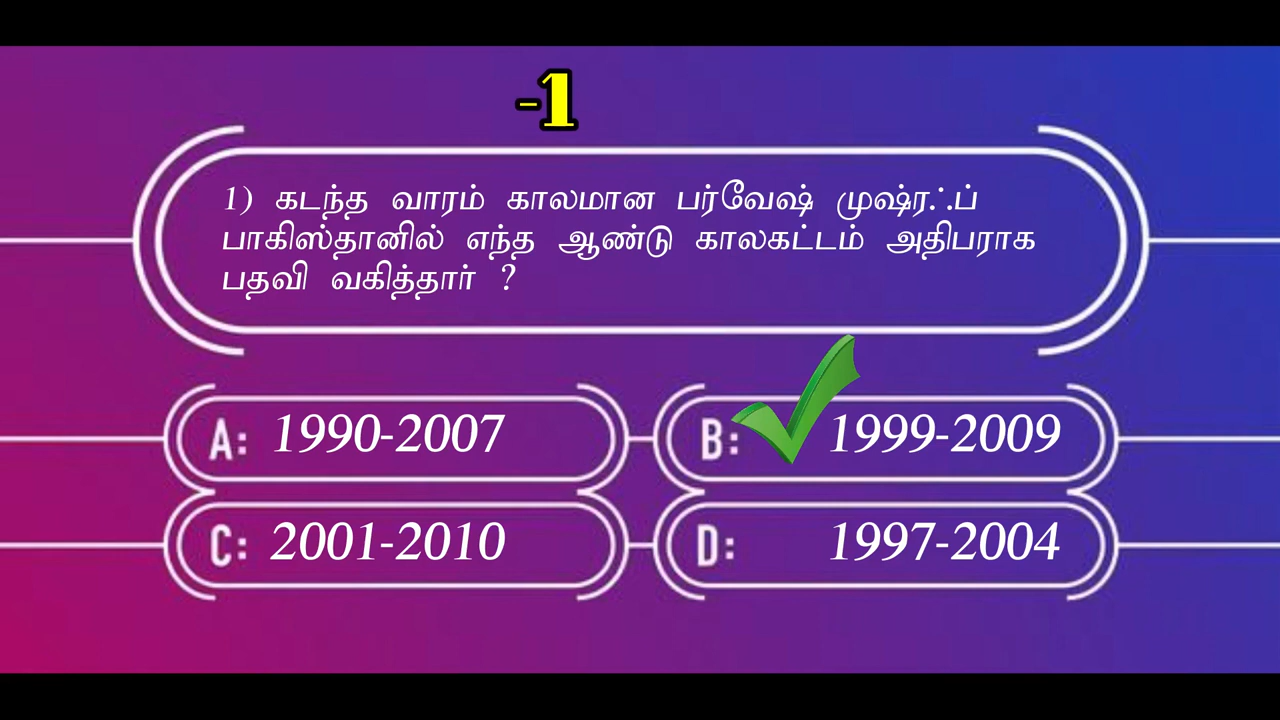 -1
1) கடந்த வாரம் காலமான பர்வேஷ் முஷ்ரஃப்
பாகிஸ்தானில் எந்த ஆண்டு காலகட்டம் அதிபராக
பதவி வகித்தார் ?
A: 1990-2007
B: 1999-2009
C: 2001-2010
D: 1997-2004